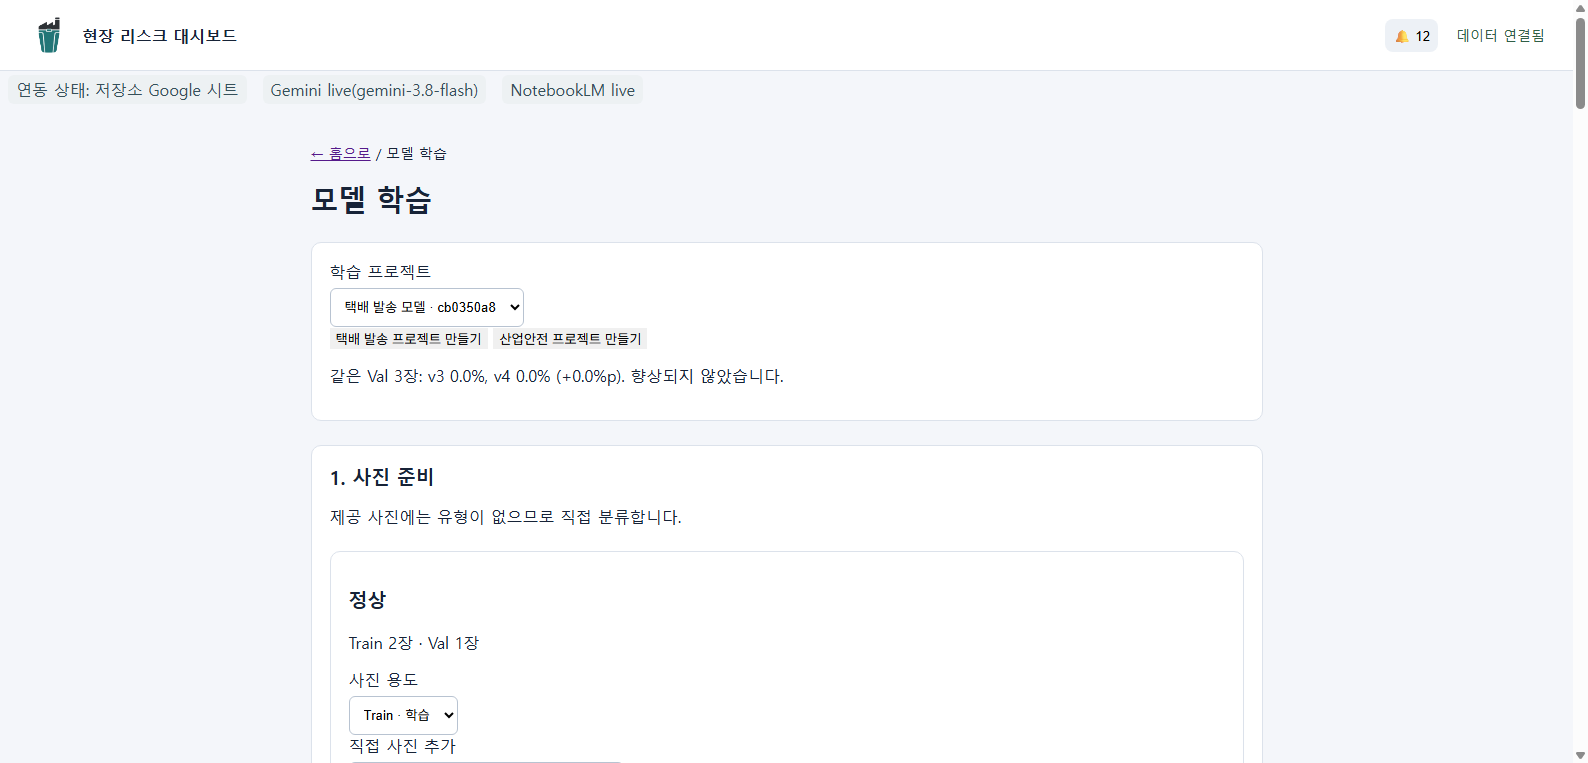 현장 리스크 대시보드
🔔 12
데이터 연결됨
연동 상태: 저장소 Google 시트
Gemini live(gemini-3.8-flash)
NotebookLM live
← 홈으로 / 모델 학습
모델 학습
학습 프로젝트
택배 발송 모델 · cb0350a8
택배 발송 프로젝트 만들기
산업안전 프로젝트 만들기
같은 Val 3장: v3 0.0%, v4 0.0% (+0.0%p). 향상되지 않았습니다.
1. 사진 준비
제공 사진에는 유형이 없으므로 직접 분류합니다.
정상
Train 2장 · Val 1장
사진 용도
Train · 학습
직접 사진 추가